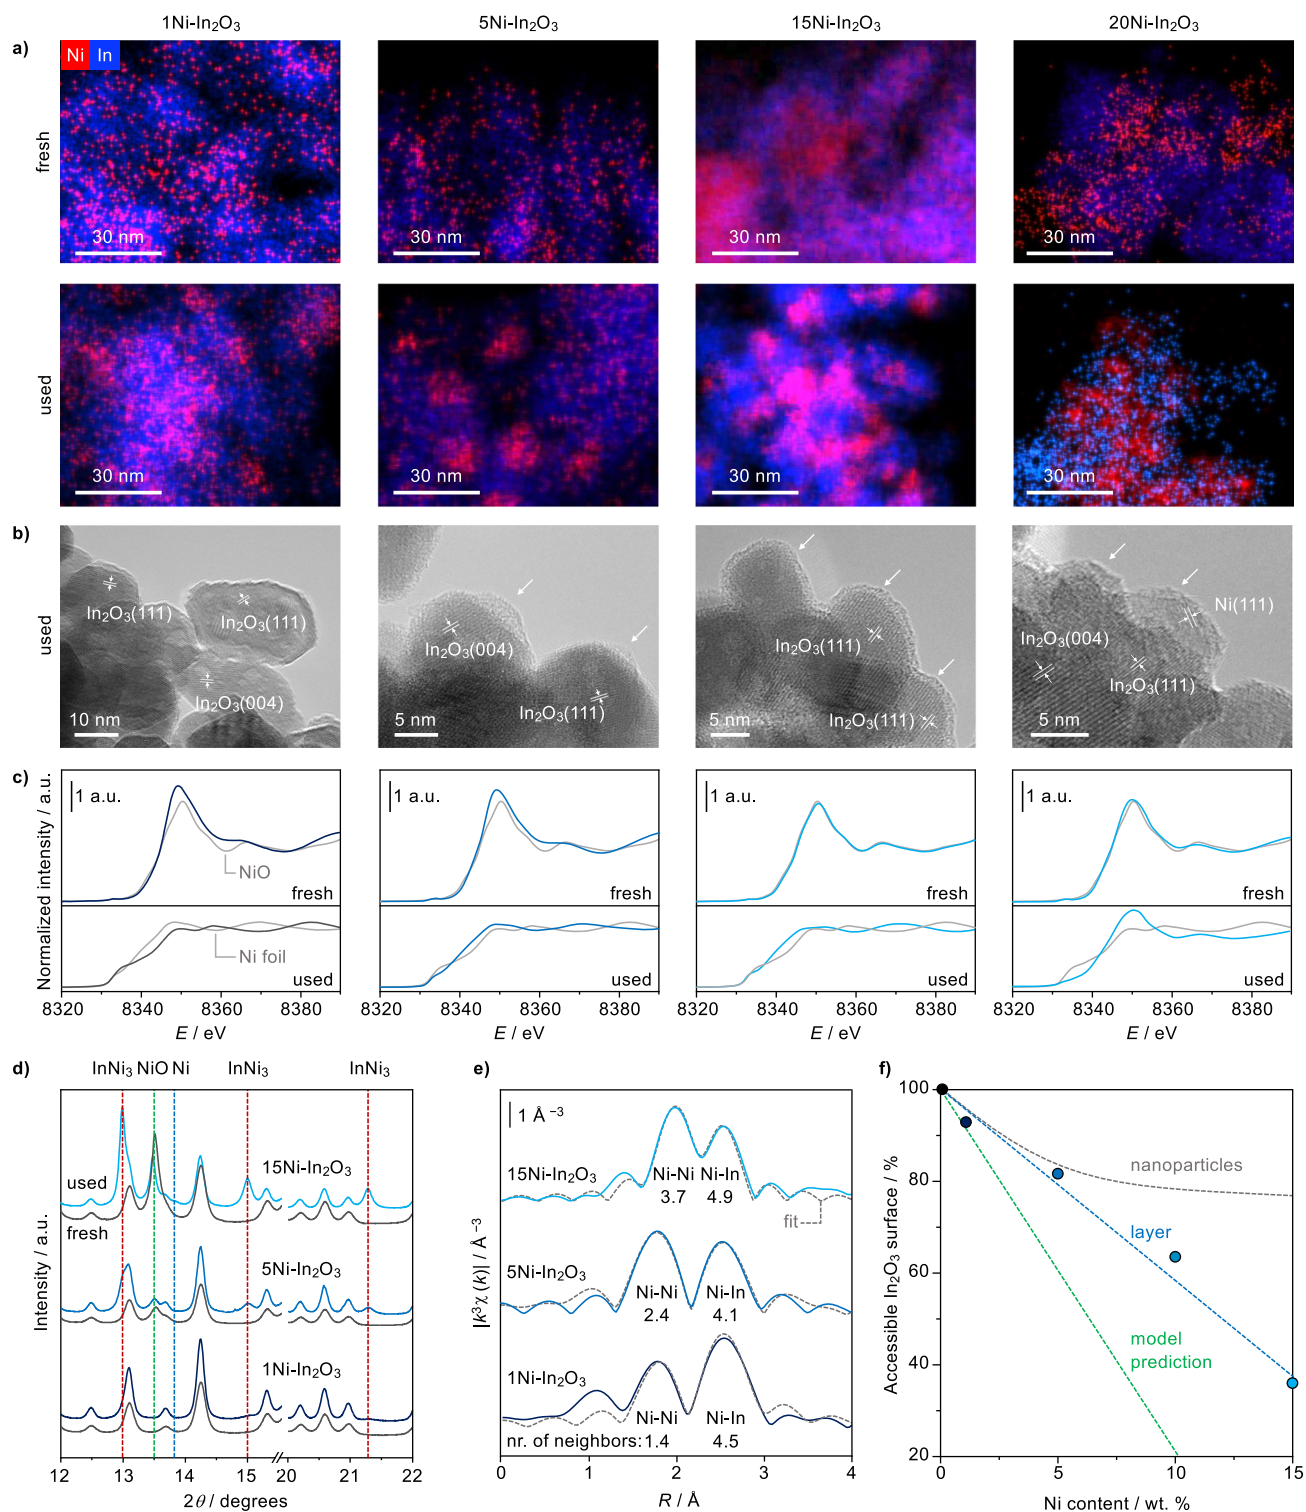 1Ni-In₂O₃ 5Ni-In₂O₃ 15Ni-In₂O₃ 20Ni-In₂O₃
a)
Ni In
fresh
30 nm 30 nm 30 nm 30 nm
used
30 nm 30 nm 30 nm 30 nm
b)
used
In₂O₃(111)
In₂O₃(111)
In₂O₃(004)
10 nm
In₂O₃(004)
In₂O₃(111)
5 nm
In₂O₃(111)
In₂O₃(111)
5 nm
Ni(111)
In₂O₃(004)
In₂O₃(111)
5 nm
c)
Normalized intensity / a.u.
1 a.u. 1 a.u. 1 a.u. 1 a.u.
NiO
fresh fresh fresh fresh
Ni foil
used used used used
8320 8340 8360 8380 8320 8340 8360 8380 8320 8340 8360 8380 8320 8340 8360 8380
E / eV E / eV E / eV E / eV
d)
InNi₃ NiO Ni InNi₃ InNi₃
Intensity / a.u.
15Ni-In₂O₃
used
fresh
5Ni-In₂O₃
1Ni-In₂O₃
12 13 14 15 20 21 22
2θ / degrees
e)
|k³χ (k)| / Å⁻³
1 Å⁻³
15Ni-In₂O₃
Ni-Ni Ni-In
3.7 4.9
fit
5Ni-In₂O₃
Ni-Ni Ni-In
2.4 4.1
1Ni-In₂O₃
Ni-Ni Ni-In
nr. of neighbors: 1.4 4.5
0 1 2 3 4
R / Å
f)
Accessible In₂O₃ surface / %
100
80
60
40
20
nanoparticles
layer
model
prediction
0 5 10 15
Ni content / wt. %